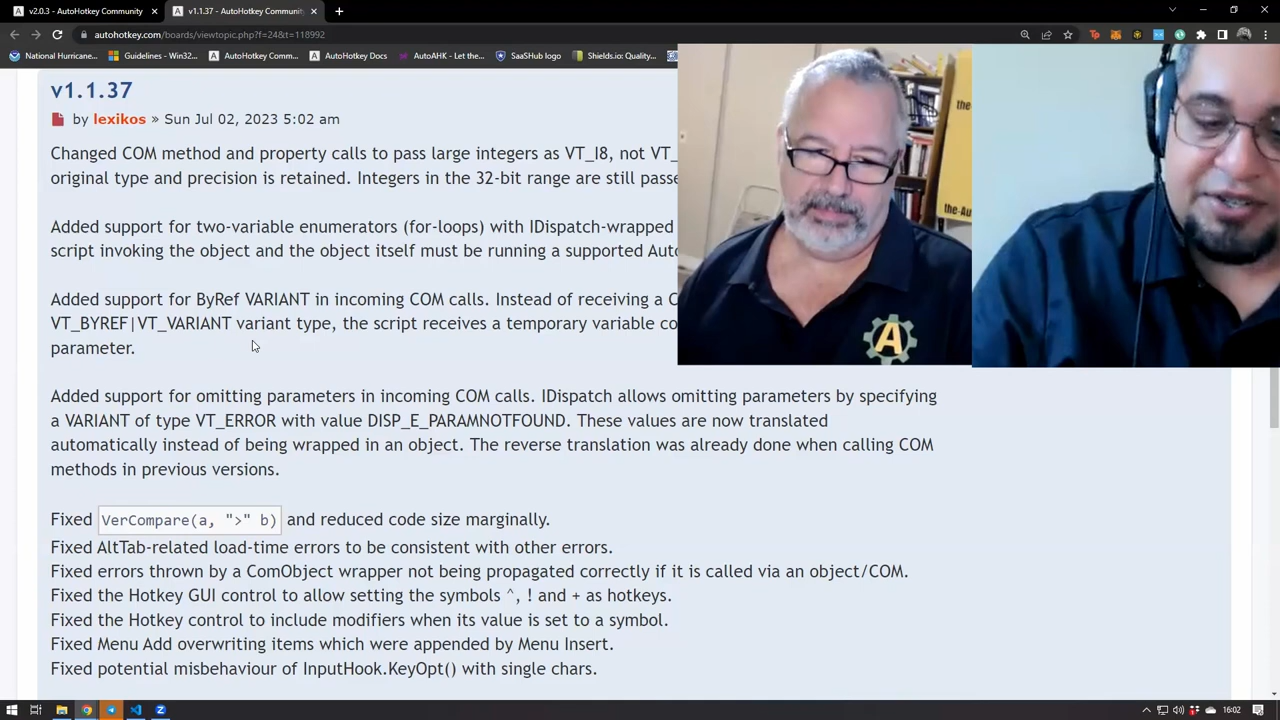 v2.0.3 - AutoHotkey Community
v1.1.37 - AutoHotkey Communit
autohotkey.com/boards/viewtopic.php?f=24&t=118992
National Hurricane...
Guidelines - Win32...
AutoHotkey Comm...
AutoHotkey Docs
AutoAHK - Let the...
SaaSHub logo
Shields.io: Quality...
v1.1.37
by lexikos » Sun Jul 02, 2023 5:02 am
Changed COM method and property calls to pass large integers as VT_I8, not VT_
original type and precision is retained. Integers in the 32-bit range are still passe
Added support for two-variable enumerators (for-loops) with IDispatch-wrapped
script invoking the object and the object itself must be running a supported Auto
Added support for ByRef VARIANT in incoming COM calls. Instead of receiving a C
VT_BYREF|VT_VARIANT variant type, the script receives a temporary variable co
parameter.
Added support for omitting parameters in incoming COM calls. IDispatch allows omitting parameters by specifying
a VARIANT of type VT_ERROR with value DISP_E_PARAMNOTFOUND. These values are now translated
automatically instead of being wrapped in an object. The reverse translation was already done when calling COM
methods in previous versions.
Fixed VerCompare(a, ">" b) and reduced code size marginally.
Fixed AltTab-related load-time errors to be consistent with other errors.
Fixed errors thrown by a ComObject wrapper not being propagated correctly if it is called via an object/COM.
Fixed the Hotkey GUI control to allow setting the symbols ^, ! and + as hotkeys.
Fixed the Hotkey control to include modifiers when its value is set to a symbol.
Fixed Menu Add overwriting items which were appended by Menu Insert.
Fixed potential misbehaviour of InputHook.KeyOpt() with single chars.
A
the-Au
16:02